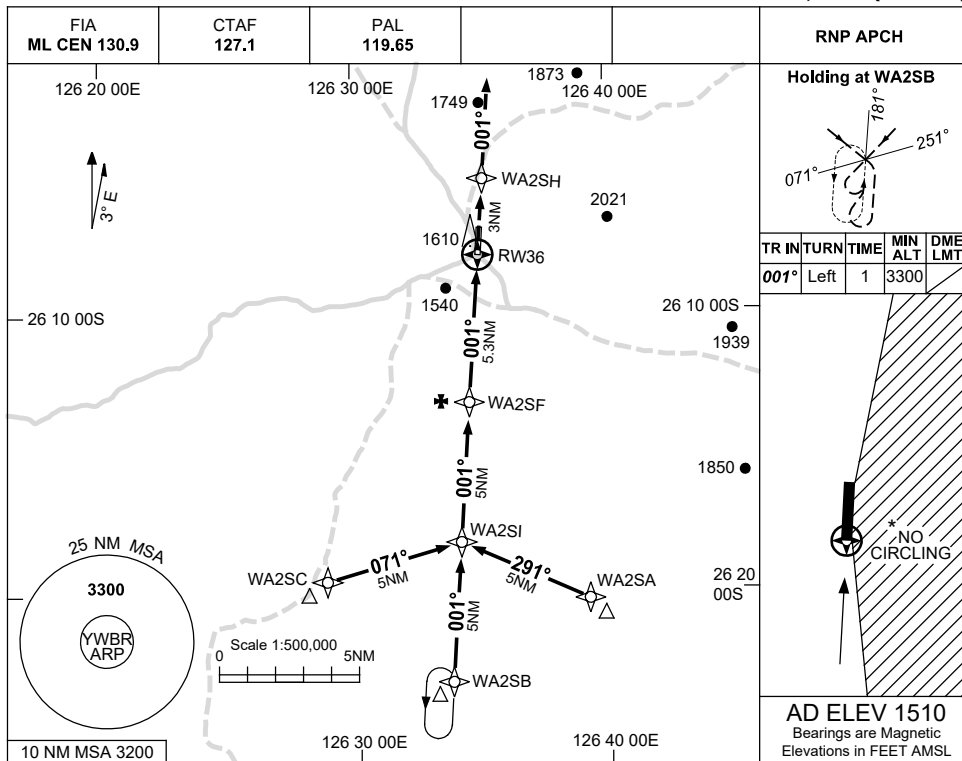 FIA
ML CEN 130.9
CTAF
127.1
PAL
119.65
RNP APCH
126 20 00E
126 30 00E
126 40 00E
1873
1749
001°
WA2SH
3° E
2021
3NM
1610
RW36
1540
26 10 00S
001°
5.3NM
1939
WA2SF
1850
001°
5NM
WA2SI
25 NM MSA
3300
YWBR
ARP
071°
5NM
WA2SC
291°
5NM
WA2SA
26 20
00S
Scale 1:500,000
0
5NM
001°
5NM
WA2SB
10 NM MSA 3200
126 30 00E
126 40 00E
Holding at WA2SB
181°
251°
071°
TR IN TURN TIME MIN ALT DME LMT
001° Left 1 3300
* NO
CIRCLING
AD ELEV 1510
Bearings are Magnetic
Elevations in FEET AMSL